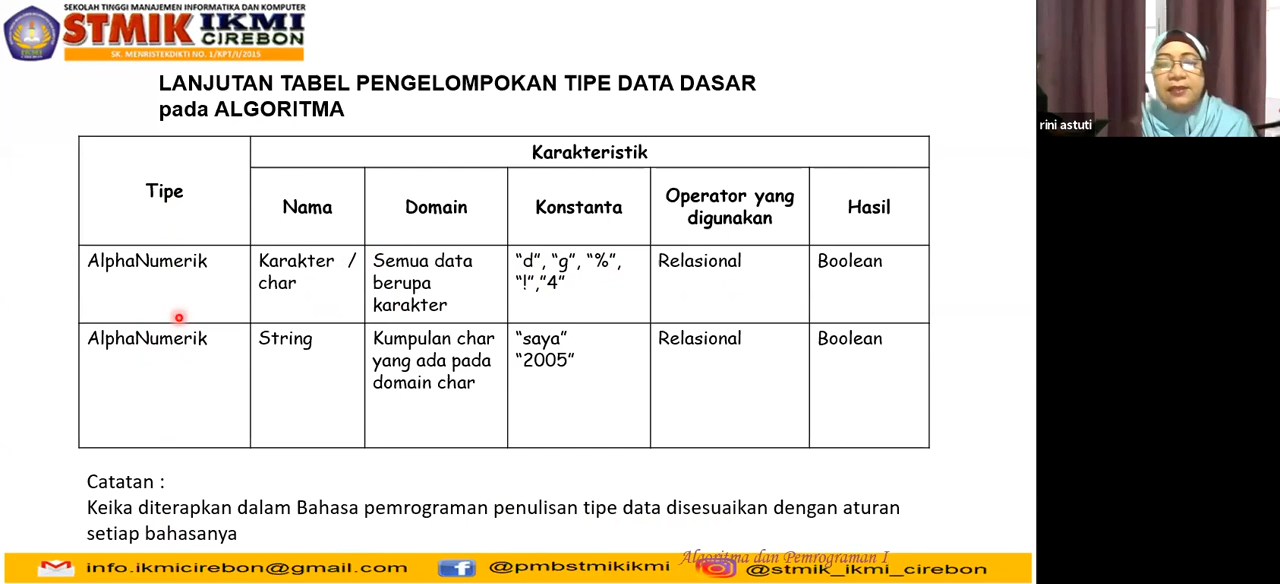 SEKOLAH TINGGI MANAJEMEN INFORMATIKA DAN KOMPUTER
STMIK IKMI
CIREBON
SK. MENRISTEKDIKTI NO. 1/KPT/I/2015
rini astuti
LANJUTAN TABEL PENGELOMPOKAN TIPE DATA DASAR
pada ALGORITMA
Tipe
Karakteristik
Nama
Domain
Konstanta
Operator yang
digunakan
Hasil
AlphaNumerik
Karakter /
char
Semua data
berupa
karakter
“d”, “g”, “%”,
“!”,”4”
Relasional
Boolean
AlphaNumerik
String
Kumpulan char
yang ada pada
domain char
“saya”
“2005”
Relasional
Boolean
Catatan :
Keika diterapkan dalam Bahasa pemrograman penulisan tipe data disesuaikan dengan aturan
setiap bahasanya
Algoritma dan Pemrograman I
info.ikmicirebon@gmail.com
@pmbstmikikmi
@stmik_ikmi_cirebon